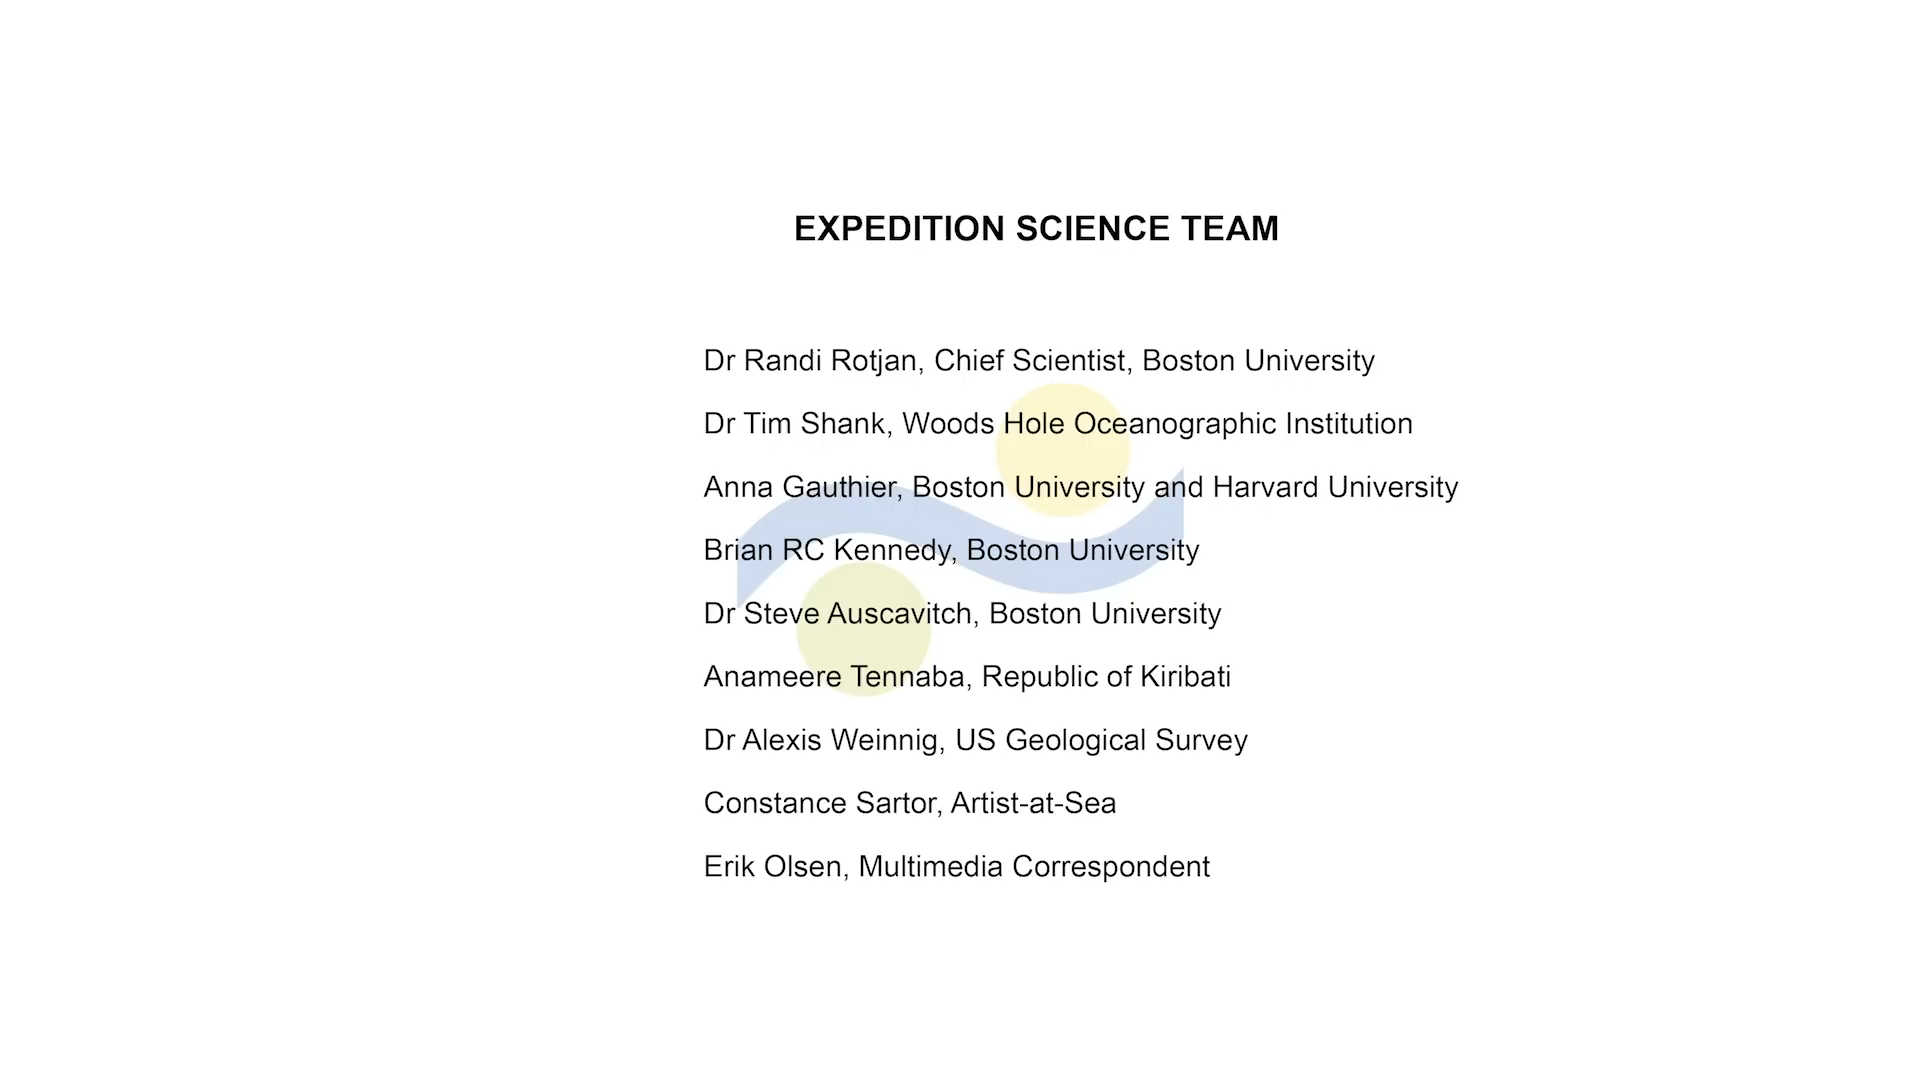 EXPEDITION SCIENCE TEAM
Dr Randi Rotjan, Chief Scientist, Boston University
Dr Tim Shank, Woods Hole Oceanographic Institution
Anna Gauthier, Boston University and Harvard University
Brian RC Kennedy, Boston University
Dr Steve Auscavitch, Boston University
Anameere Tennaba, Republic of Kiribati
Dr Alexis Weinnig, US Geological Survey
Constance Sartor, Artist-at-Sea
Erik Olsen, Multimedia Correspondent